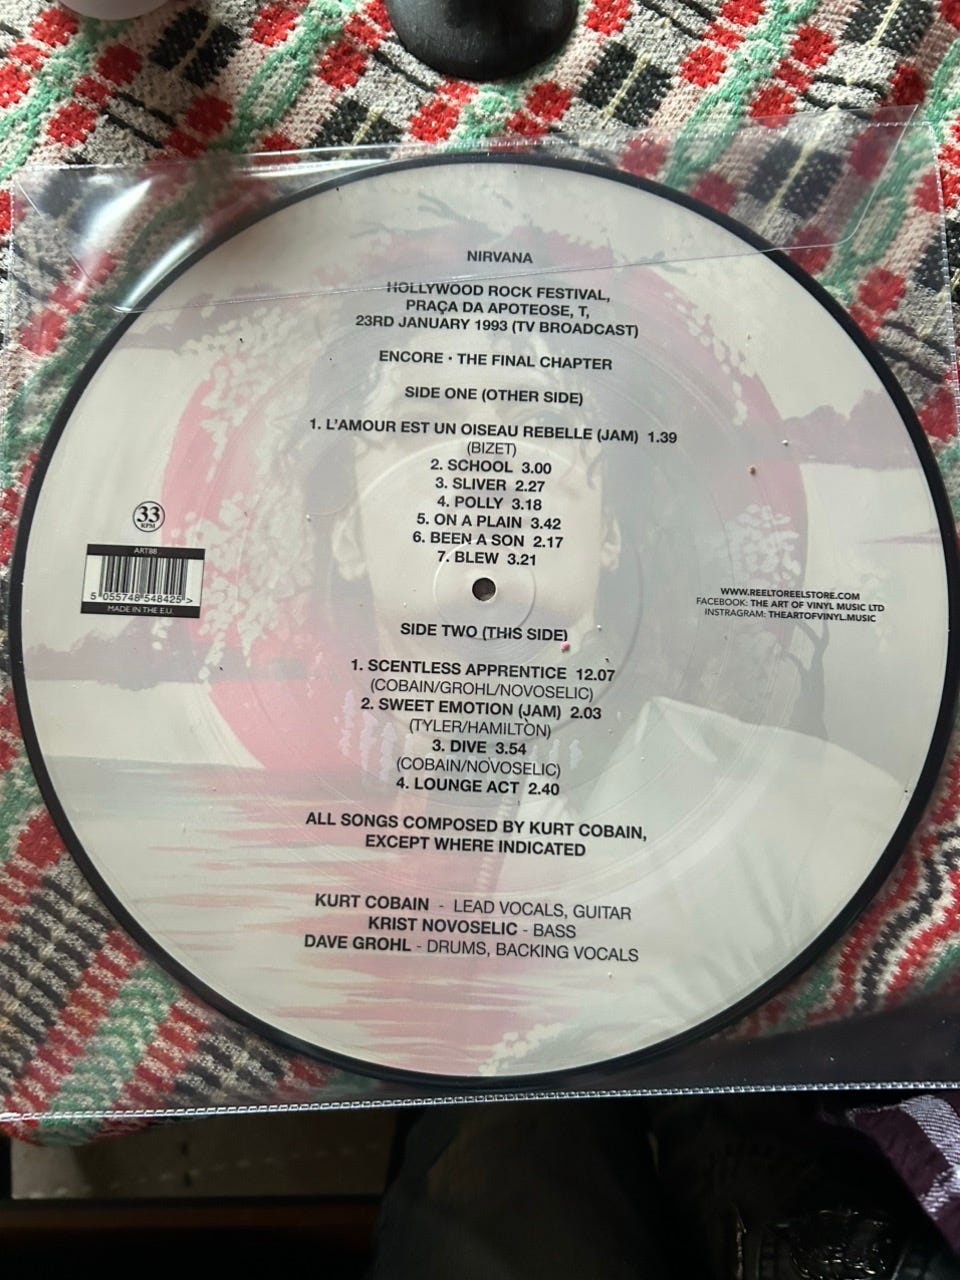 NIRVANA
HOLLYWOOD ROCK FESTIVAL,
PRAÇA DA APOTEOSE, T,
23RD JANUARY 1993 (TV BROADCAST)
ENCORE · THE FINAL CHAPTER
SIDE ONE (OTHER SIDE)
1. L'AMOUR EST UN OISEAU REBELLE (JAM) 1.39
(BIZET)
2. SCHOOL 3.00
3. SLIVER 2.27
4. POLLY 3.18
5. ON A PLAIN 3.42
6. BEEN A SON 2.17
7. BLEW 3.21
33
RPM
ART88
5 055748 548425 >
MADE IN THE E.U.
WWW.REELTOREELSTORE.COM
FACEBOOK: THE ART OF VINYL MUSIC LTD
INSTRAGRAM: THEARTOFVINYL.MUSIC
SIDE TWO (THIS SIDE)
1. SCENTLESS APPRENTICE 12.07
(COBAIN/GROHL/NOVOSELIC)
2. SWEET EMOTION (JAM) 2.03
(TYLER/HAMILTON)
3. DIVE 3.54
(COBAIN/NOVOSELIC)
4. LOUNGE ACT 2.40
ALL SONGS COMPOSED BY KURT COBAIN,
EXCEPT WHERE INDICATED
KURT COBAIN - LEAD VOCALS, GUITAR
KRIST NOVOSELIC - BASS
DAVE GROHL - DRUMS, BACKING VOCALS